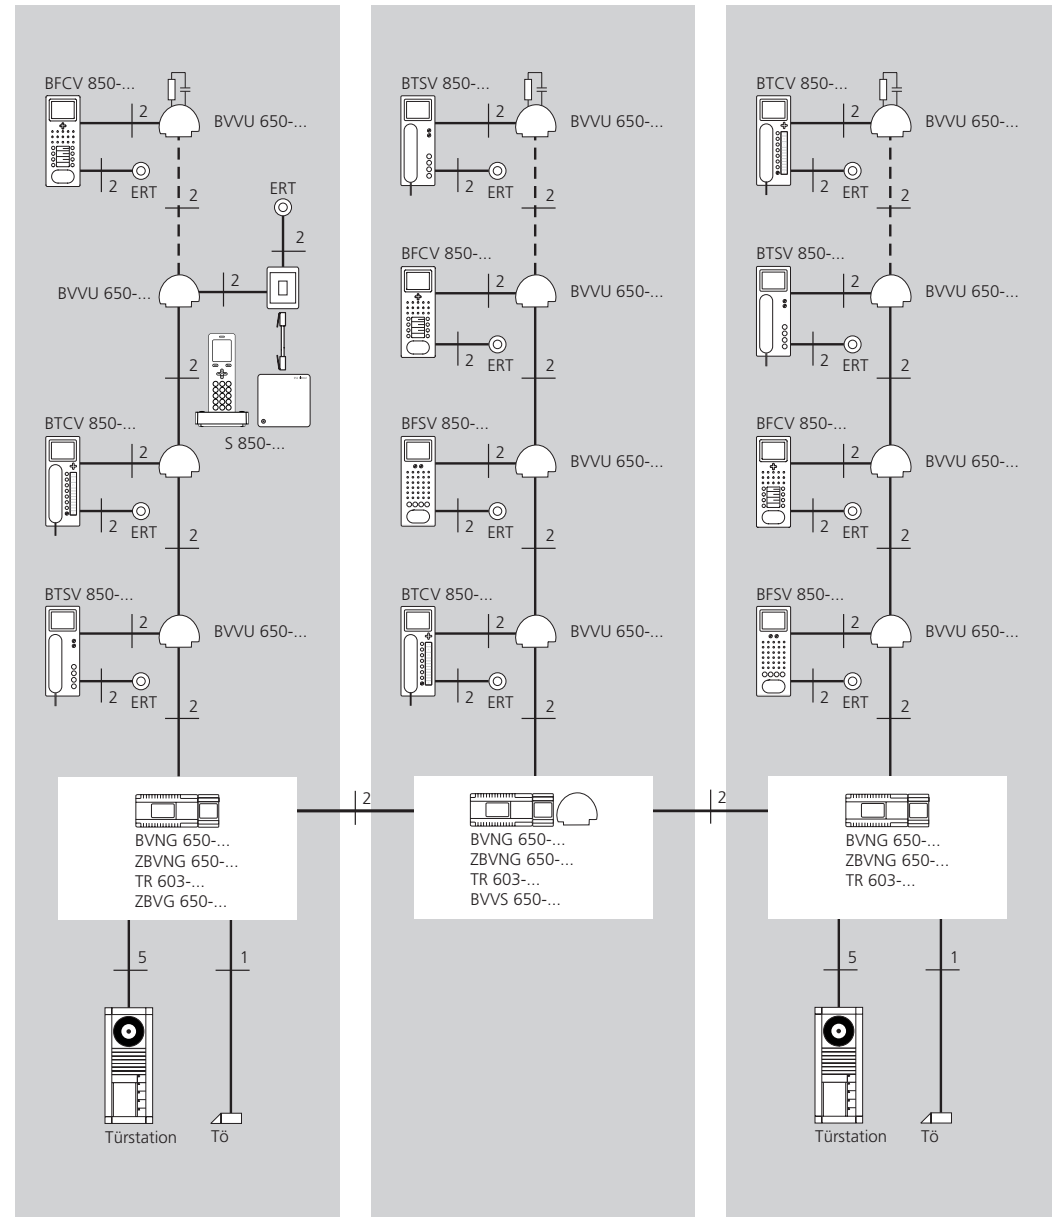 BFCV 850-...
2
BVVU 650-...
2
ERT
2
ERT
2
BVVU 650-...
2
2
S 850-...
BTCV 850-...
2
2
ERT
2
BTSV 850-...
2
BVVU 650-...
2
ERT
2
BVNG 650-...
ZBVNG 650-...
TR 603-...
ZBVG 650-...
2
5
1
Türstation
Tö
BTSV 850-...
2
BVVU 650-...
2
ERT
2
BFCV 850-...
2
BVVU 650-...
2
ERT
2
BFSV 850-...
2
BVVU 650-...
2
ERT
2
BTCV 850-...
2
BVVU 650-...
2
ERT
2
BVNG 650-...
ZBVNG 650-...
TR 603-...
BVVS 650-...
2
BTCV 850-...
2
BVVU 650-...
2
ERT
2
BTSV 850-...
2
BVVU 650-...
2
ERT
2
BFCV 850-...
2
BVVU 650-...
2
ERT
2
BFSV 850-...
2
BVVU 650-...
2
ERT
2
BVNG 650-...
ZBVNG 650-...
TR 603-...
5
1
Türstation
Tö